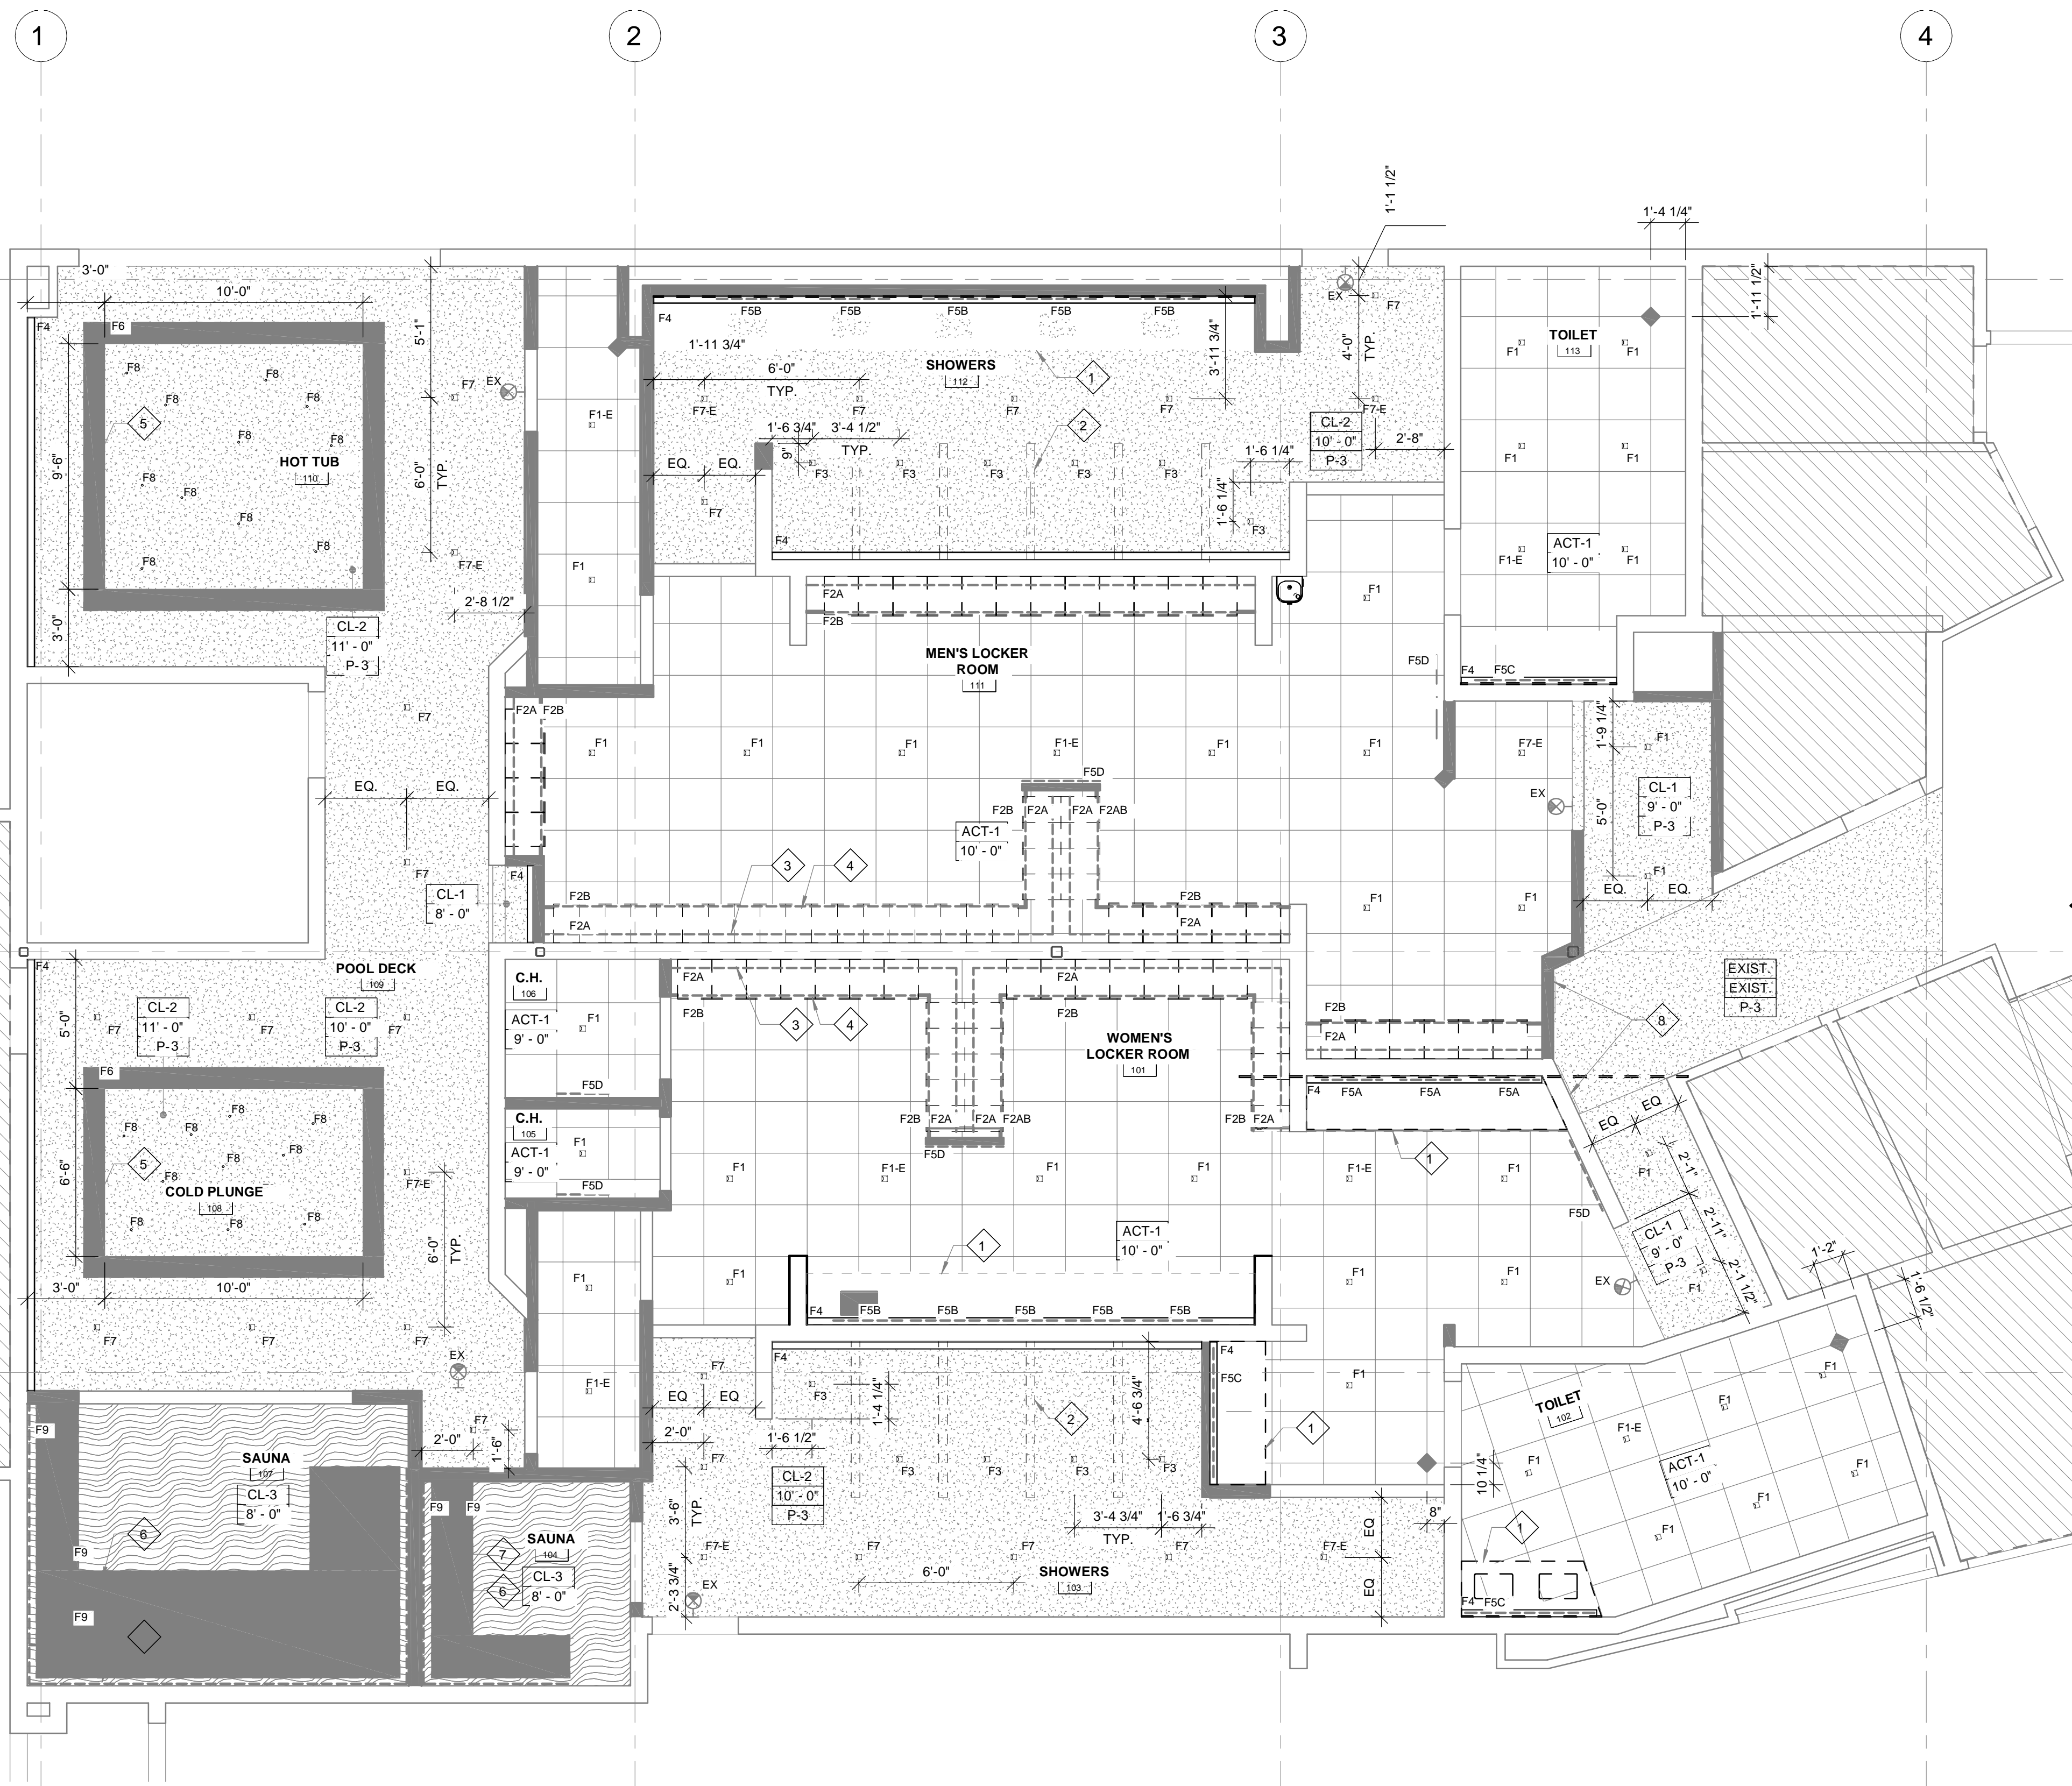 1
2
3
4
1'-1 1/2"
1'-4 1/4"
1'-11 1/2"
3'-0"
10'-0"
F4
F6
5'-1"
F8
F8
F8
F8
F8
F8
F8
F8
F8
F8
F8
5
9'-6"
HOT TUB
110
3'-0"
6'-0"
TYP.
F7
EX
F7-E
2'-8 1/2"
CL-2
11' - 0"
P-3
F1-E
F1
F4
F5B
F5B
F5B
F5B
F5B
1'-11 3/4"
6'-0"
TYP.
SHOWERS
112
1
2
3'-11 3/4"
F7-E
F7
F7
F7
1'-6 3/4"
3'-4 1/2"
TYP.
9"
F3
F3
F3
F3
F3
EQ.
EQ.
F7
1'-6 1/4"
1'-6 1/4"
F3
F4
EX
F7
4'-0"
TYP.
F7-E
CL-2
10' - 0"
P-3
2'-8"
TOILET
113
F1
F1
F1
F1
F1-E
F1
ACT-1
10' - 0"
F4
F5C
F5D
F2A
F2B
MEN'S LOCKER
ROOM
111
F1
F2A
F2B
F1
F1
F1
F1-E
F1
F1
F7-E
EX
F5D
F2B
F2A
F2A
F2AB
ACT-1
10' - 0"
3
4
F2B
F2A
F2B
F2A
F1
F1
1'-9 1/4"
F1
CL-1
9' - 0"
P-3
5'-0"
F1
EQ.
EQ.
F7
EQ.
EQ.
F7
F4
CL-1
8' - 0"
F4
POOL DECK
109
CL-2
11' - 0"
P-3
CL-2
10' - 0"
P-3
F7
F7
F7
5'-0"
F6
F8
F8
F8
F8
F8
F8
F8
F8
F8
F8
5
6'-6"
COLD PLUNGE
108
F7-E
6'-0"
TYP.
3'-0"
10'-0"
F7
F7
F7
EX
C.H.
106
ACT-1
9' - 0"
F1
F5D
C.H.
105
ACT-1
9' - 0"
F1
F5D
F1
F1-E
F2A
F2B
3
4
F2A
F2B
WOMEN'S
LOCKER ROOM
101
F2B
F2A
F2A
F2AB
F5D
F2B
F2A
F2B
F2A
F4
F5A
F5A
F5A
1
8
EXIST.
EXIST.
P-3
EQ
EQ
F1
2'-1"
2'-11"
2'-1 1/2"
CL-1
9' - 0"
P-3
F1
F5D
EX
1'-2"
1'-6 1/2"
F1
F1-E
F1
F1
F1-E
F1
F1
1
ACT-1
10' - 0"
F1
F1
F4
F5B
F5B
F5B
F5B
F5B
F4
F7
EQ
EQ
F3
1'-4 1/4"
4'-6 3/4"
2
F4
F5C
1
F1
2'-0"
F7
1'-6 1/2"
F3
F3
F3
CL-2
10' - 0"
P-3
3'-6"
TYP.
3'-4 3/4"
TYP.
1'-6 3/4"
F7-E
F7
F7
F7
F7-E
EX
2'-3 3/4"
6'-0"
SHOWERS
103
EQ
EQ
8"
10 1/4"
TOILET
102
F1
F1-E
F1
F1
F1
F1
F1
ACT-1
10' - 0"
1
F4
F5C
F9
SAUNA
107
CL-3
8' - 0"
6
F9
F9
2'-0"
F7
1'-6"
F9
F9
SAUNA
104
7
6
CL-3
8' - 0"